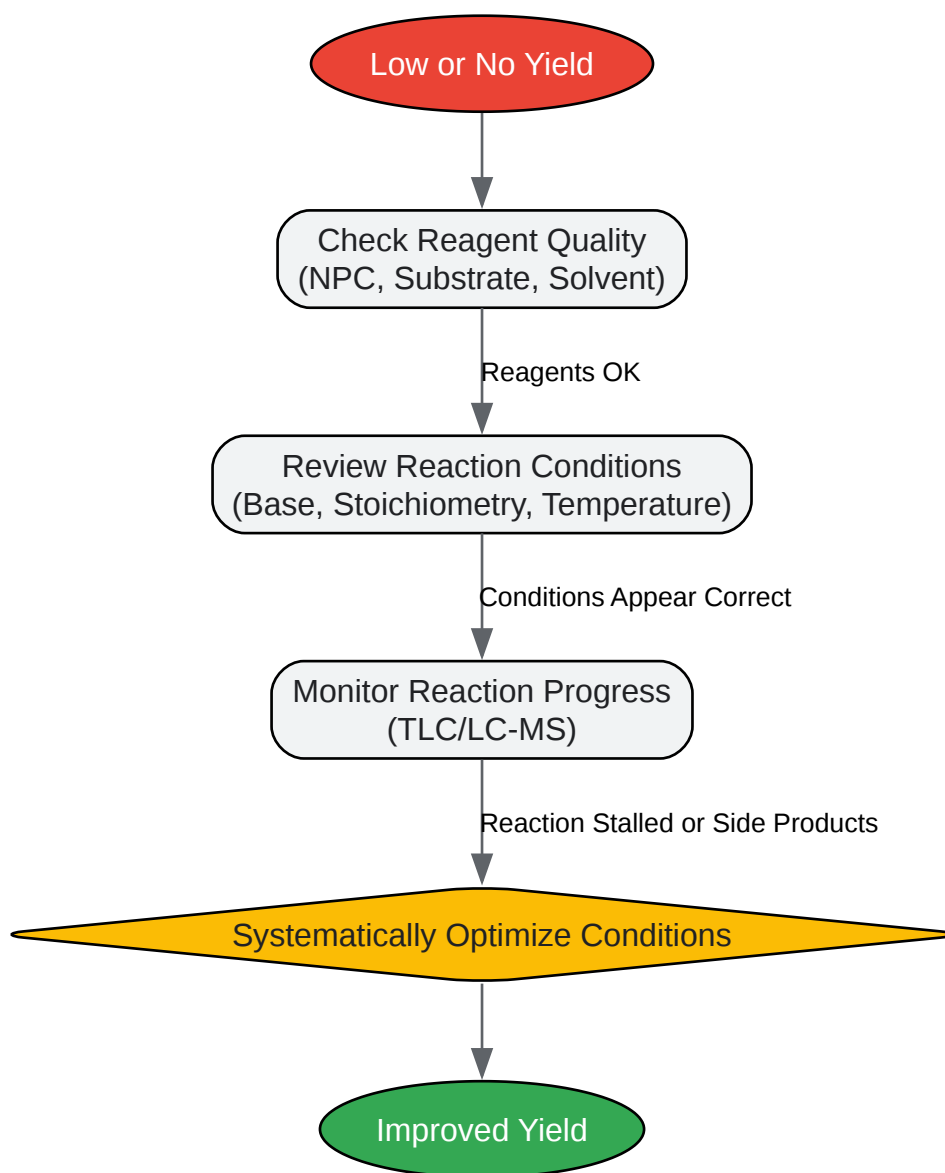 Low or No Yield
Check Reagent Quality
(NPC, Substrate, Solvent)
Reagents OK
Review Reaction Conditions
(Base, Stoichiometry, Temperature)
Conditions Appear Correct
Monitor Reaction Progress
(TLC/LC-MS)
Reaction Stalled or Side Products
Systematically Optimize Conditions
Improved Yield